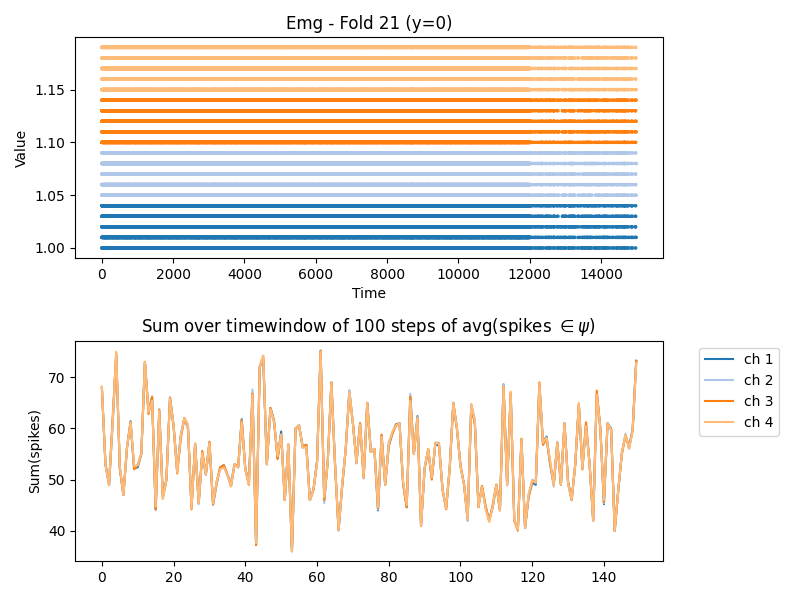 Emg - Fold 21 (y=0)
1.15
1.10
1.05
1.00
Value
0 2000 4000 6000 8000 10000 12000 14000
Time
Sum over timewindow of 100 steps of avg(spikes ∈ ψ)
70
60
50
40
Sum(spikes)
0 20 40 60 80 100 120 140
ch 1
ch 2
ch 3
ch 4